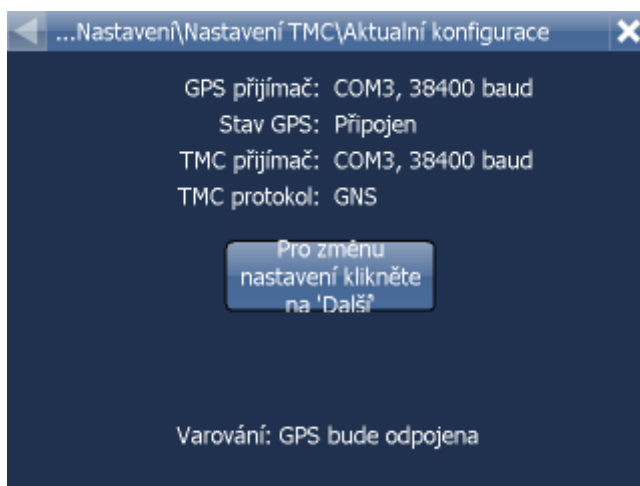 ...Nastavení\Nastavení TMC\Aktualní konfigurace
GPS přijímač: COM3, 38400 baud
Stav GPS: Připojen
TMC přijímač: COM3, 38400 baud
TMC protokol: GNS
Pro změnu
nastavení klikněte
na 'Další'
Varování: GPS bude odpojena